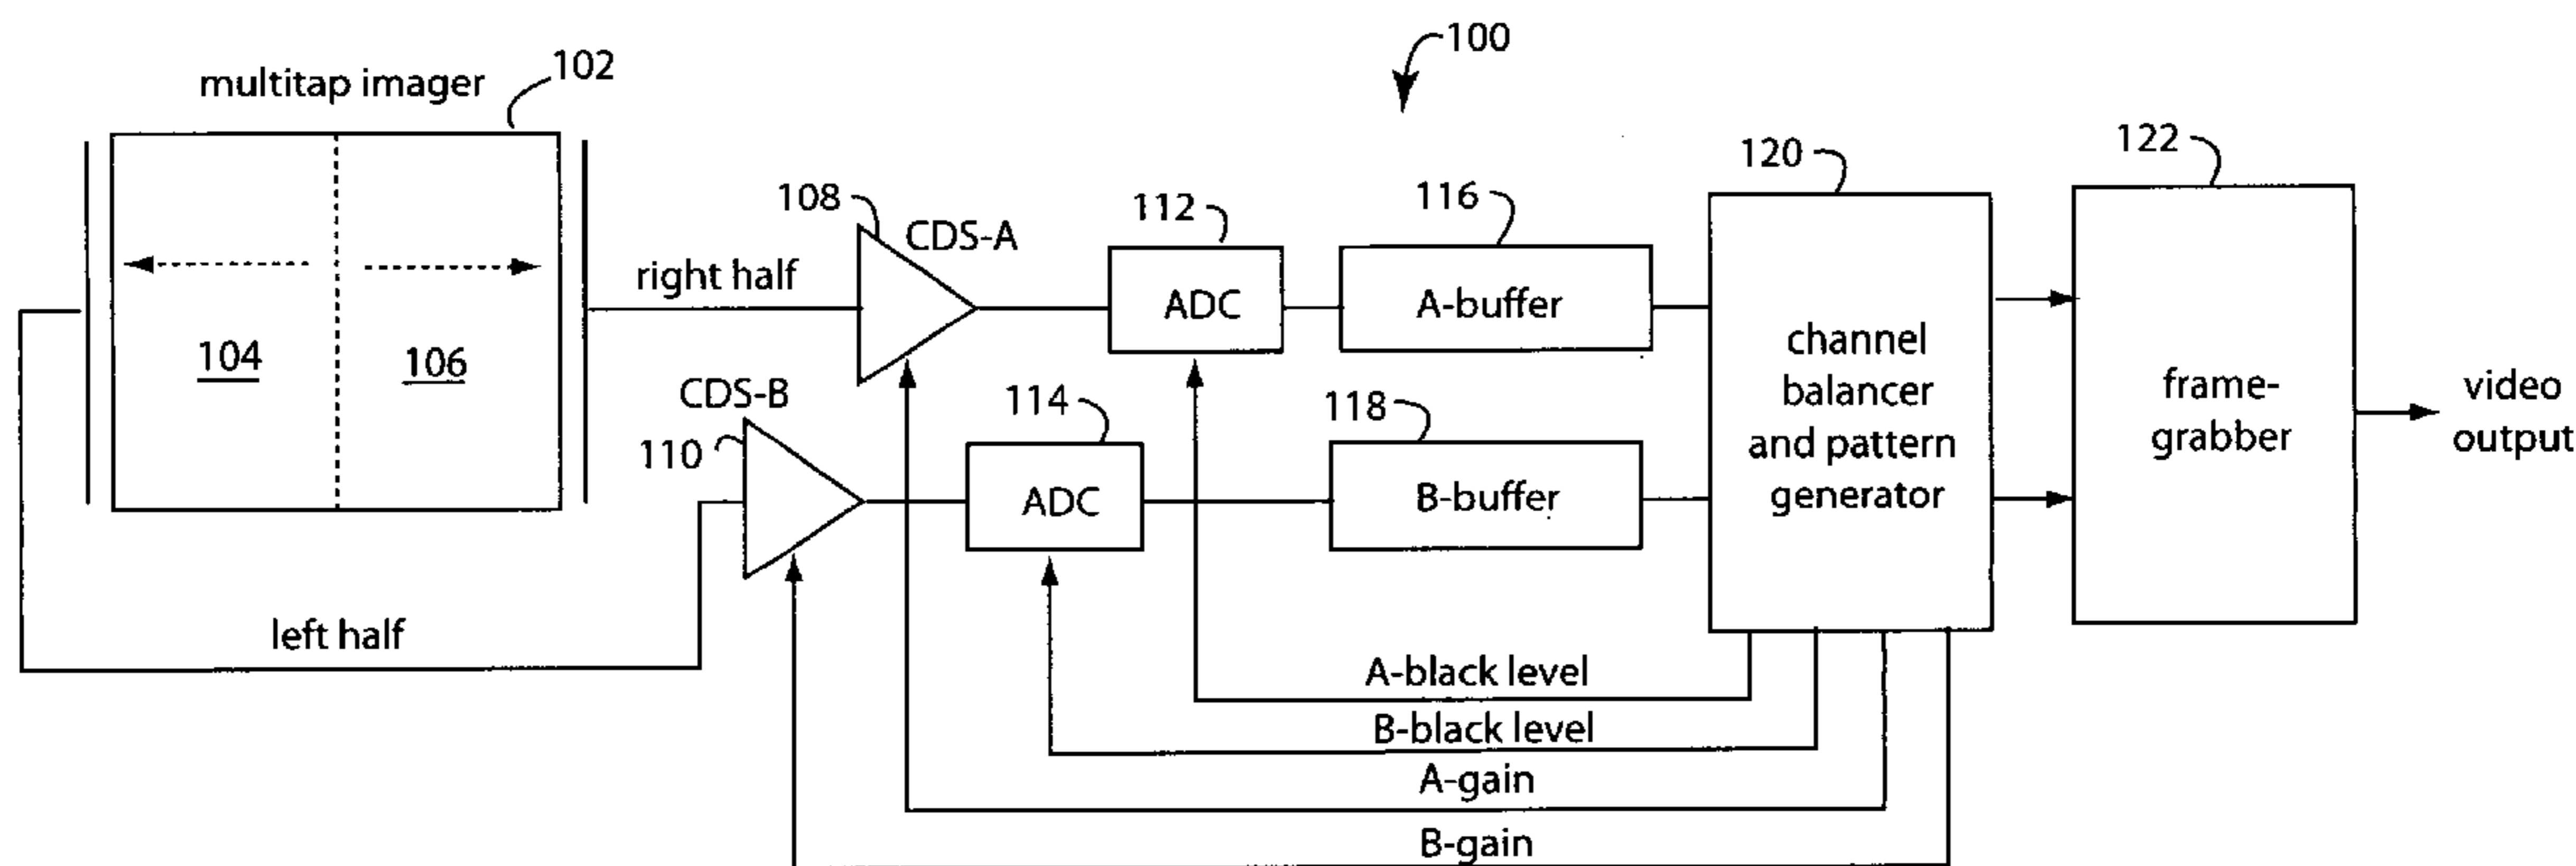 100
multitap imager
102
104
106
right half
left half
108
CDS-A
CDS-B
110
112
ADC
114
ADC
116
A-buffer
118
B-buffer
120
channel
balancer
and pattern
generator
122
frame-
grabber
video
output
A-black level
B-black level
A-gain
B-gain